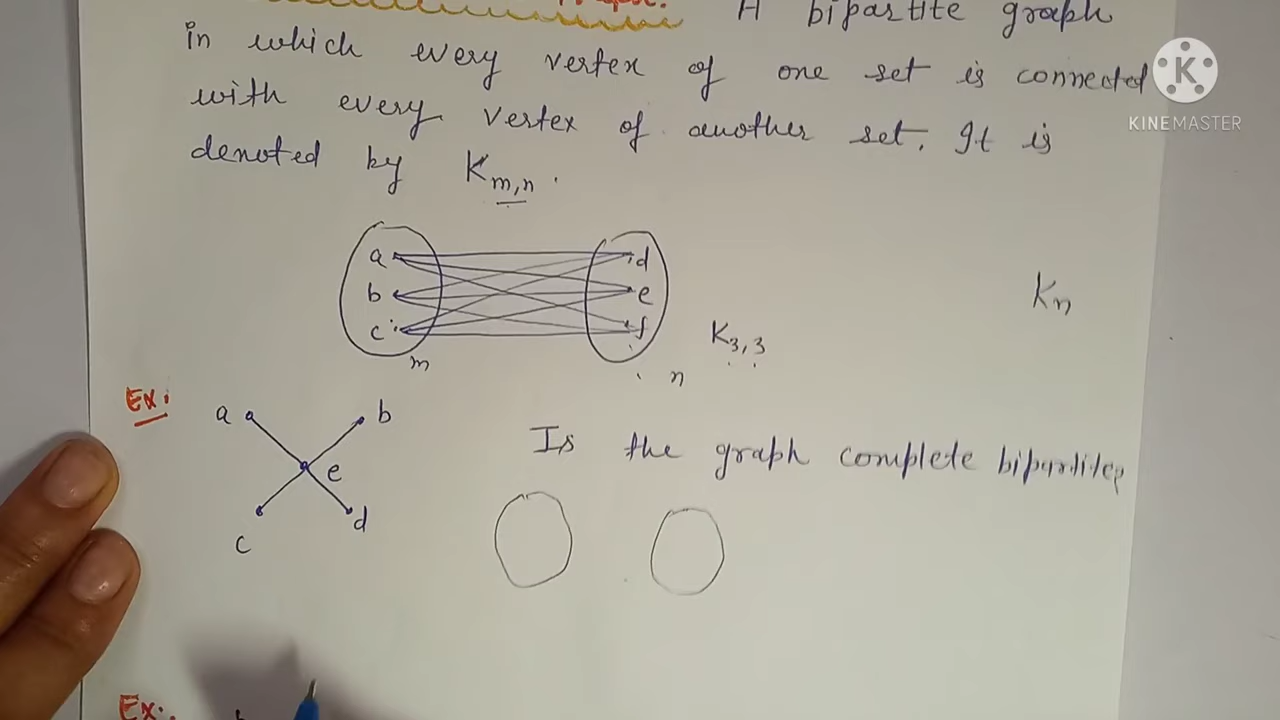 A bipartite graph
in which every vertex of one set is connected
with every vertex of another set. It is
denoted by Km,n.
K
KINEMASTER
a
b
c
m
d
e
f
n
K3,3
Kn
Ex:
a
b
e
c
d
Is the graph complete bipartite?
Ex:
b